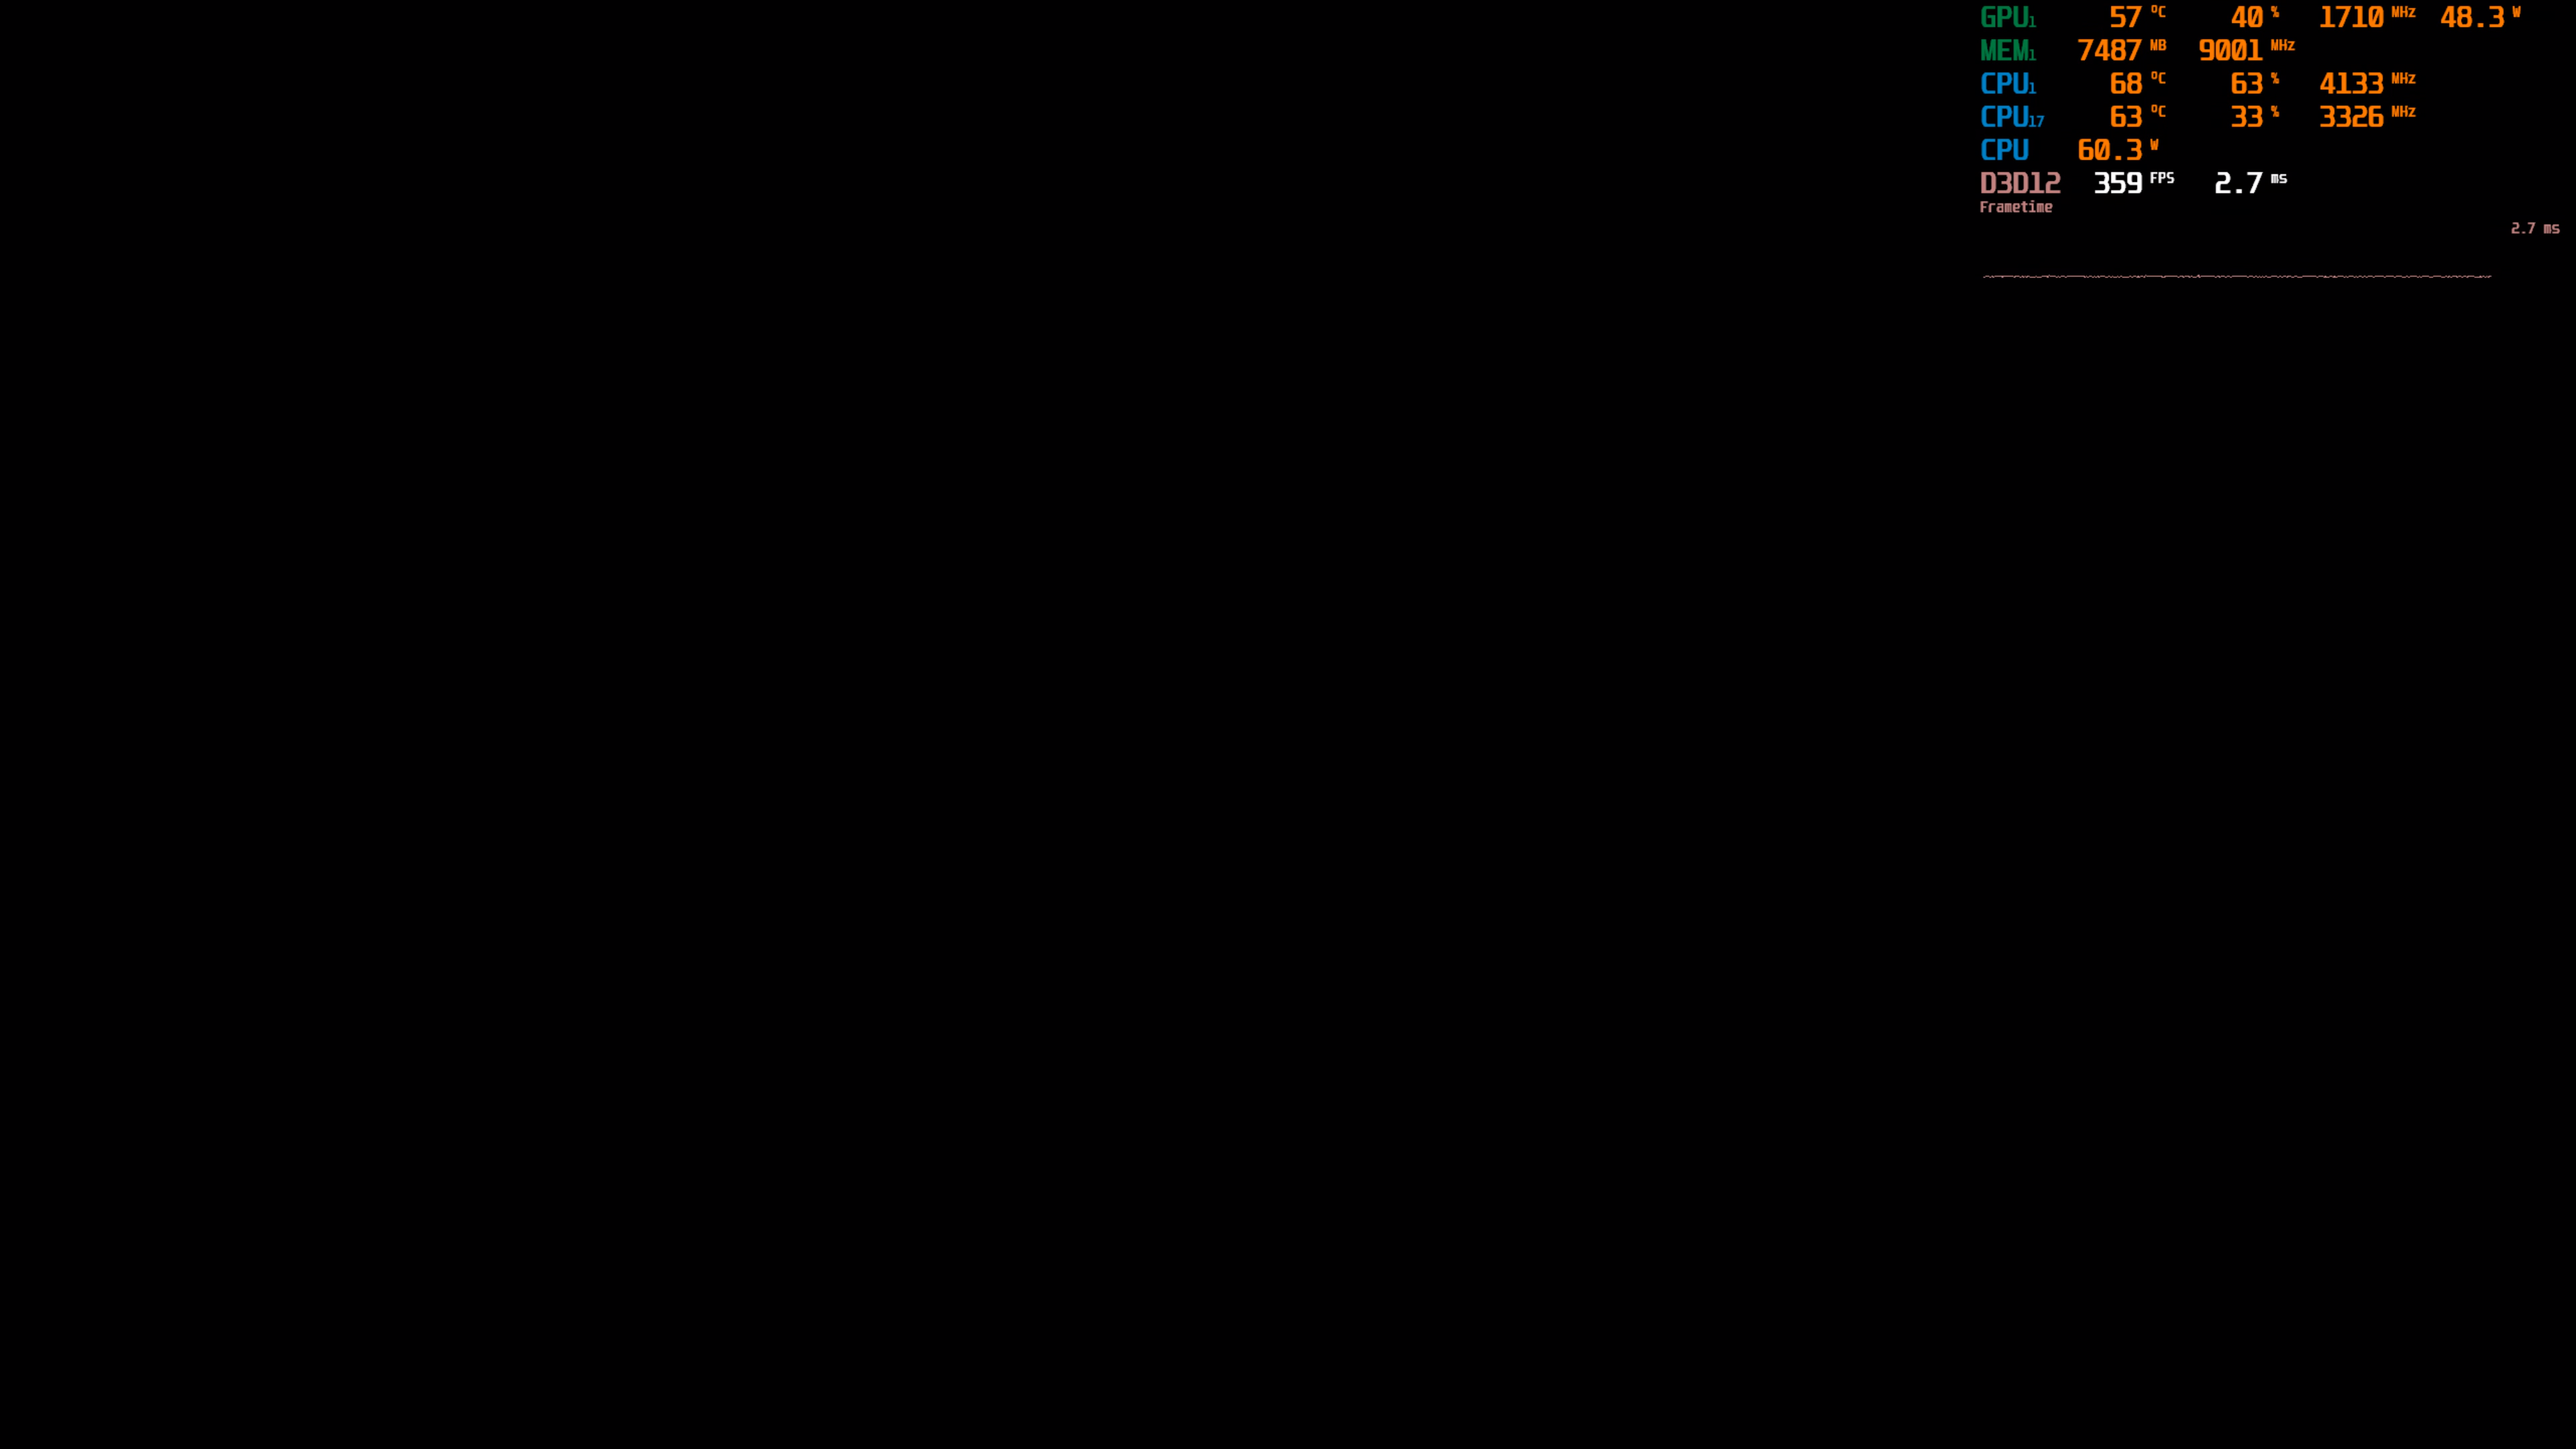 GPU1 57 °C 40 % 1710 MHz 48.3 W
MEM1 7487 MB 9001 MHz
CPU1 68 °C 63 % 4133 MHz
CPU17 63 °C 33 % 3326 MHz
CPU 60.3 W
D3D12 359 FPS 2.7 ms
Frametime
2.7 ms